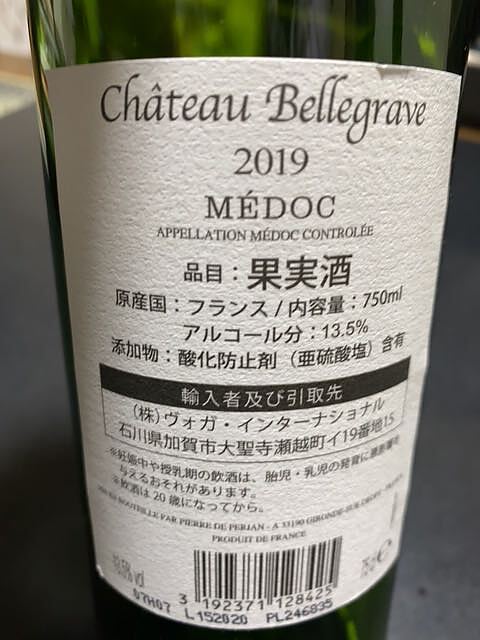 Château Bellegrave
2019
MÉDOC
APPELLATION MÉDOC CONTROLÉE
品目：果実酒
原産国：フランス / 内容量：750ml
アルコール分：13.5%
添加物：酸化防止剤（亜硫酸塩）含有
輸入者及び引取先
（株）ヴォガ・インターナショナル
石川県加賀市大聖寺瀬越町イ19番地15
※妊娠中や授乳期の飲酒は、胎児・乳児の発育に悪影響を
与えるおそれがあります。
※飲酒は20歳になってから。
EN BOUTEILLE PAR PIERRE DE PERJAN - A 33190 GIRONDE-SUR-DROPT - FRANCE
PRODUIT DE FRANCE
13,5% vol
75cl e
3 192371 128425
07H07 L152020 PL246835